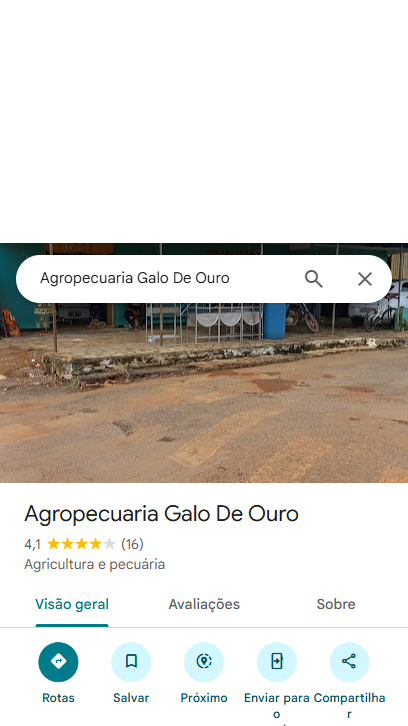 Agropecuaria Galo De Ouro
Agropecuaria Galo De Ouro
4,1 (16)
Agricultura e pecuária
Visão geral Avaliações Sobre
Rotas Salvar Próximo Enviar para Compartilha
o r